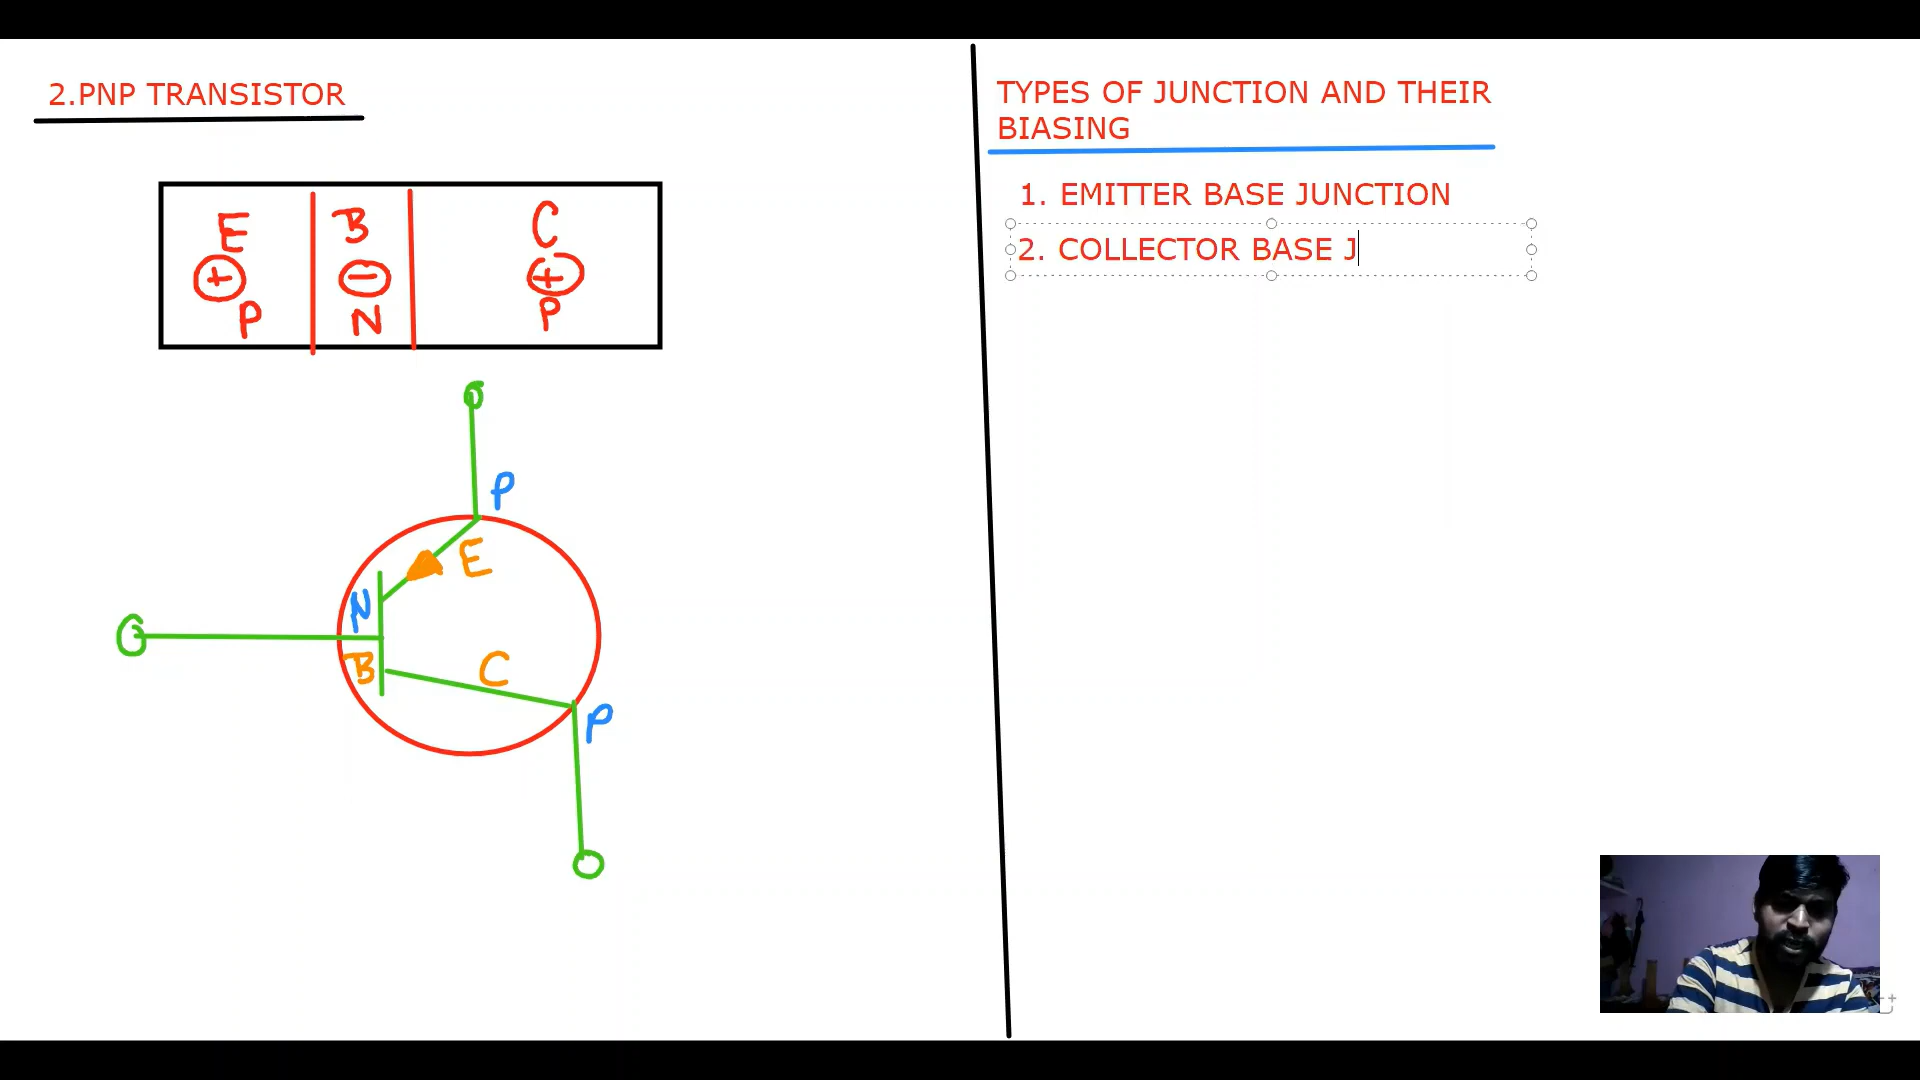 2.PNP TRANSISTOR
E B C
+ - +
P N P
P
E
N
B
C
P
TYPES OF JUNCTION AND THEIR
BIASING
1. EMITTER BASE JUNCTION
2. COLLECTOR BASE J